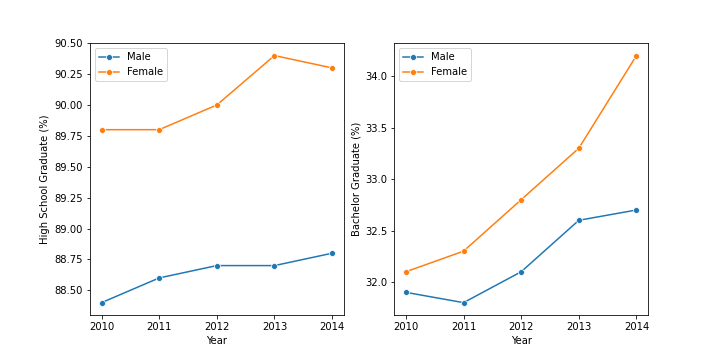 High School Graduate (%)
90.50
90.25
90.00
89.75
89.50
89.25
89.00
88.75
88.50
Male
Female
2010 2011 2012 2013 2014
Year
Bachelor Graduate (%)
34.0
33.5
33.0
32.5
32.0
Male
Female
2010 2011 2012 2013 2014
Year